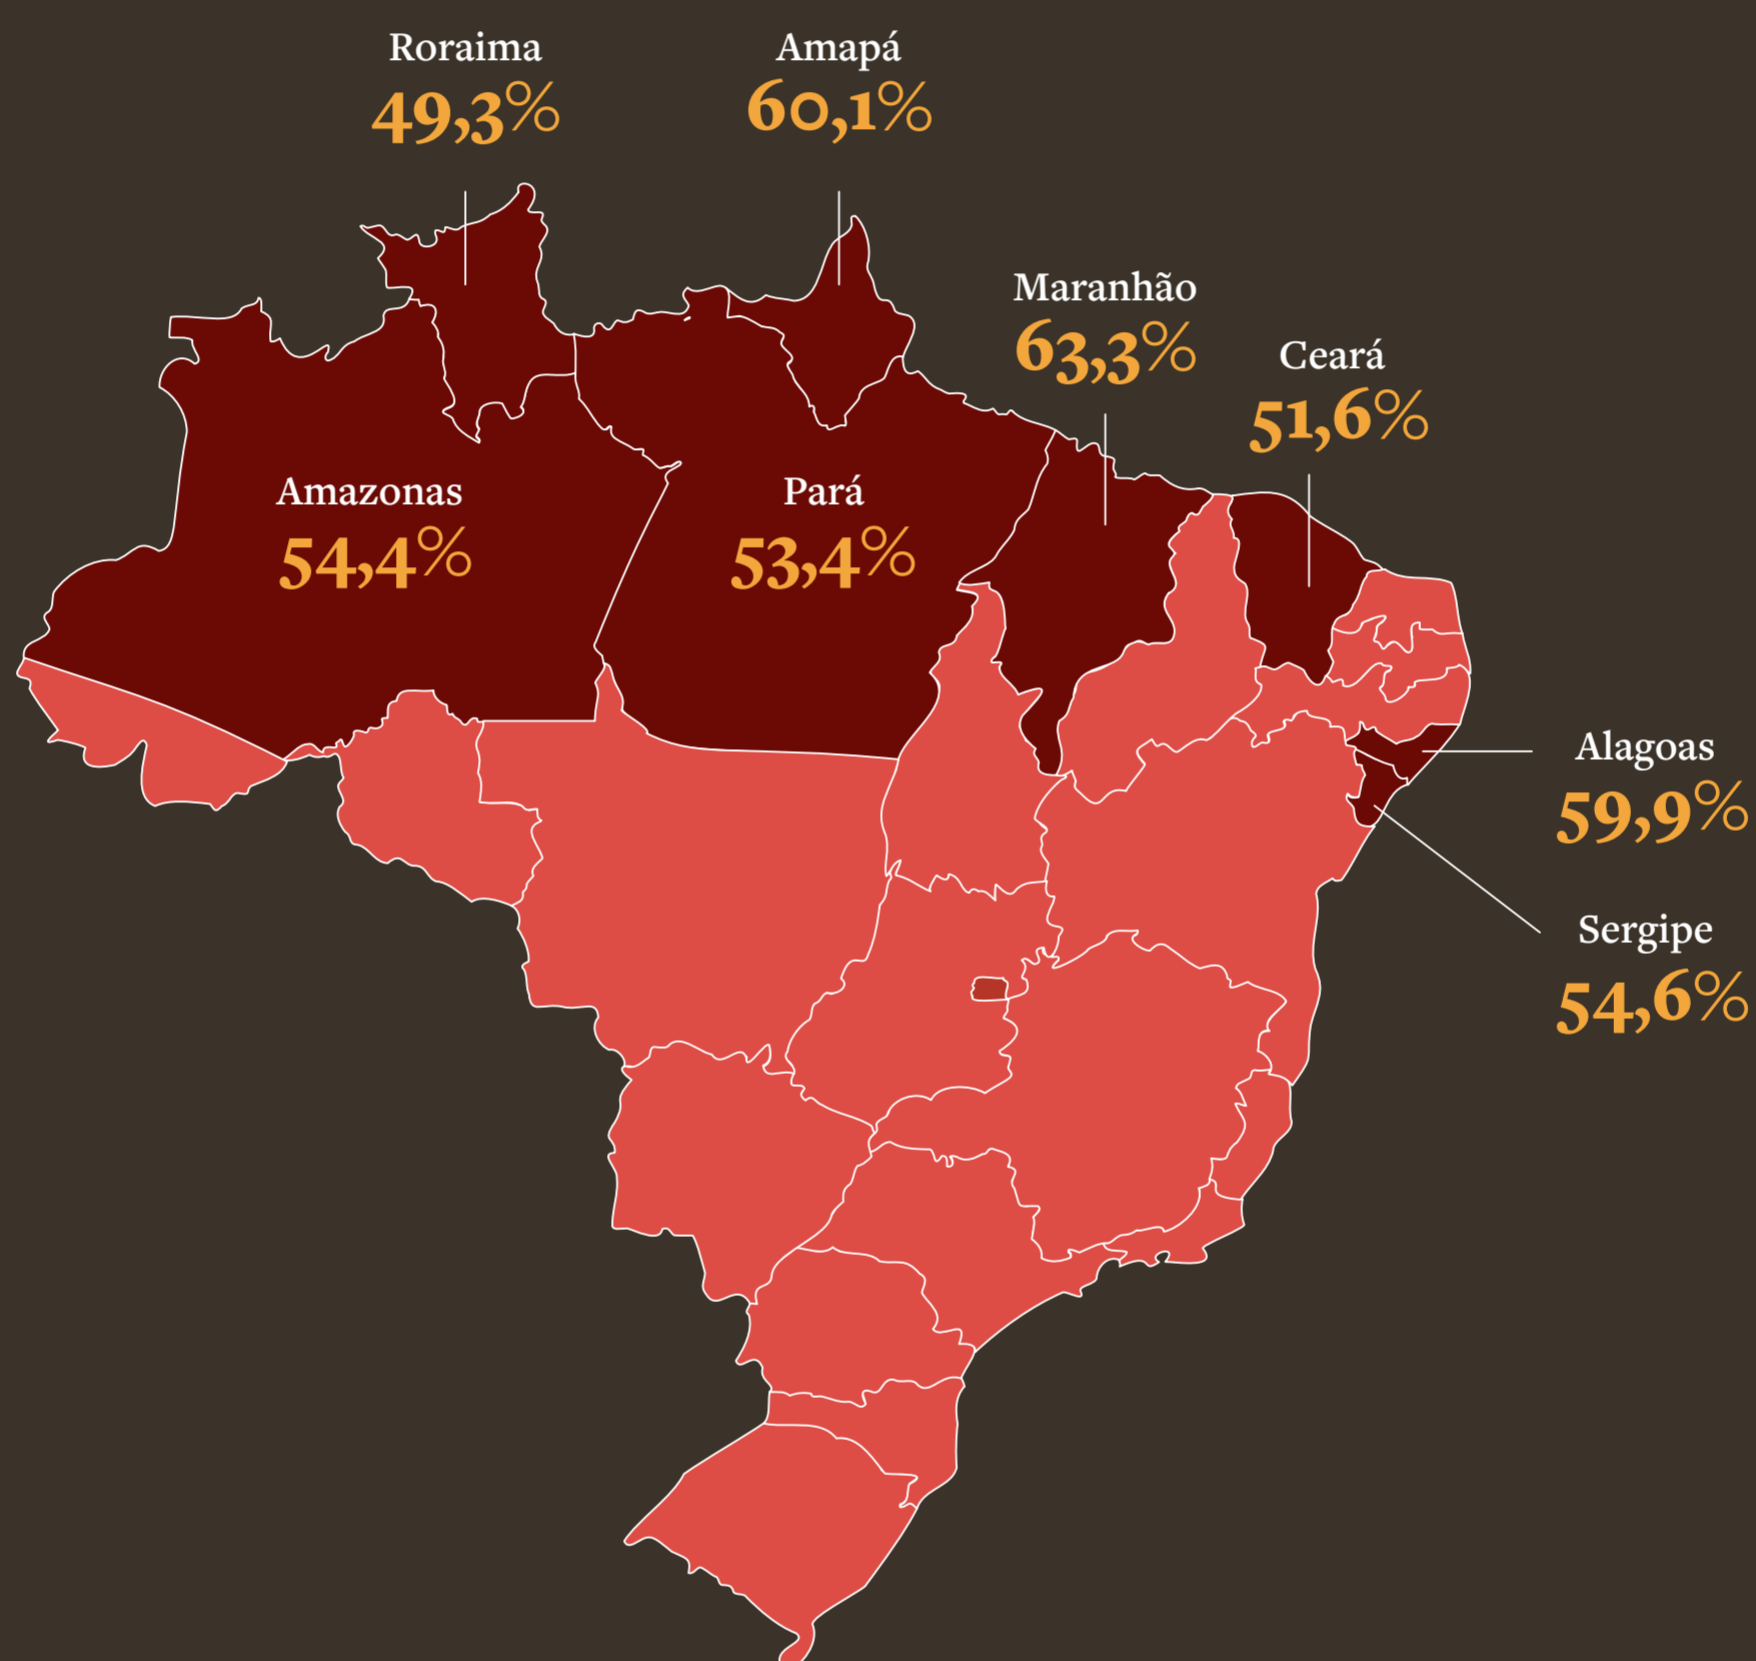 Roraima
49,3%
Amapá
60,1%
Maranhão
63,3%
Ceará
51,6%
Amazonas
54,4%
Pará
53,4%
Alagoas
59,9%
Sergipe
54,6%